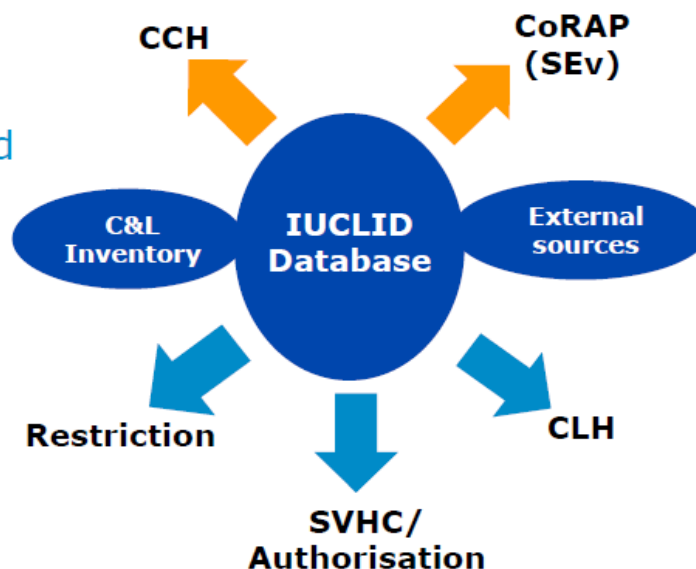 CCH
CoRAP
(SEv)
d
C&L
Inventory
IUCLID
Database
External
sources
Restriction
CLH
SVHC/
Authorisation